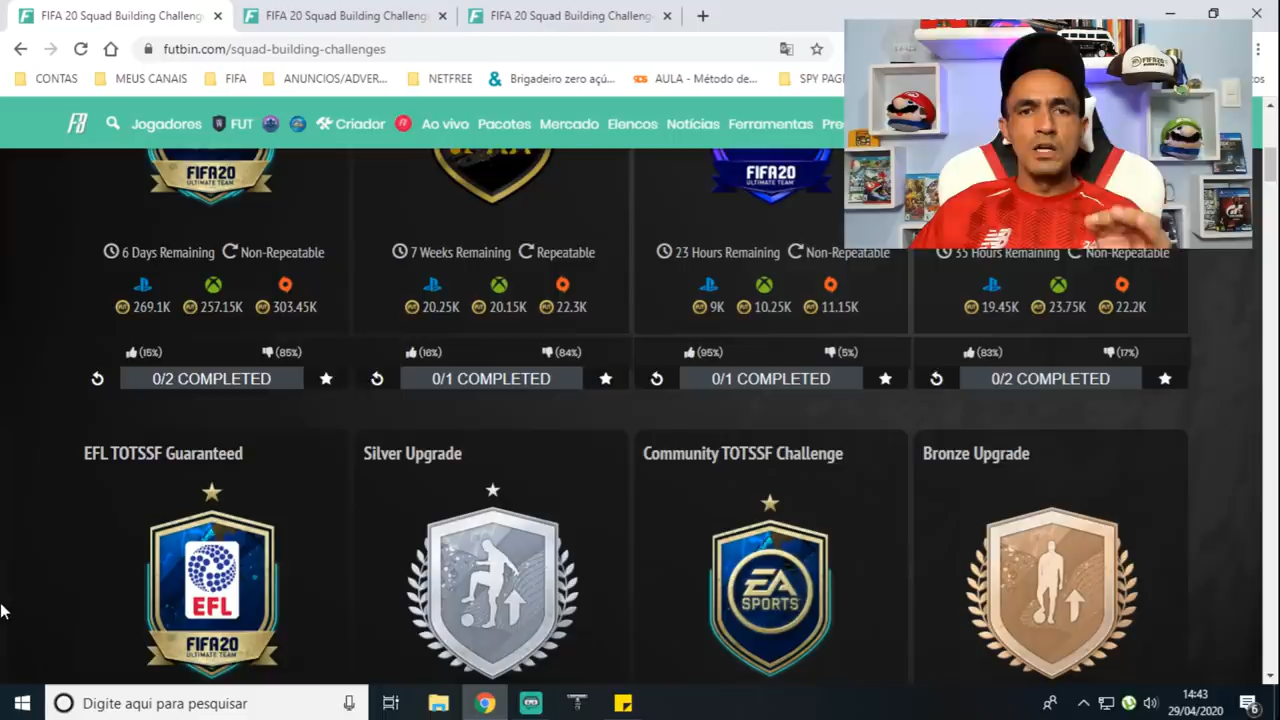 FIFA 20 Squad Building Challeng
FIFA 20 Squad Building Challeng
FIFA 20 Squad Building Challeng
futbin.com/squad-building-challenges
CONTAS
MEUS CANAIS
FIFA
ANUNCIOS/ADVER...
NETFREE
Brigadeiro zero açú...
AULA - Método de...
SPY PAG
FIFA 20
Jogadores
FUT
Criador
Ao vivo
Pacotes
Mercado
Elencos
Notícias
Ferramentas
Pre
FIFA20
ULTIMATE TEAM
FIFA20
ULTIMATE TEAM
6 Days Remaining
Non-Repeatable
7 Weeks Remaining
Repeatable
23 Hours Remaining
Non-Repeatable
35 Hours Remaining
Non-Repeatable
269.1K
257.15K
303.45K
20.25K
20.15K
22.3K
9K
10.25K
11.15K
19.45K
23.75K
22.2K
(15%)
(85%)
(16%)
(84%)
(95%)
(5%)
(83%)
(17%)
0/2 COMPLETED
0/1 COMPLETED
0/1 COMPLETED
0/2 COMPLETED
EFL TOTSSF Guaranteed
Silver Upgrade
Community TOTSSF Challenge
Bronze Upgrade
EFL
FIFA20
ULTIMATE TEAM
EA
SPORTS
Digite aqui para pesquisar
14:43
29/04/2020
6